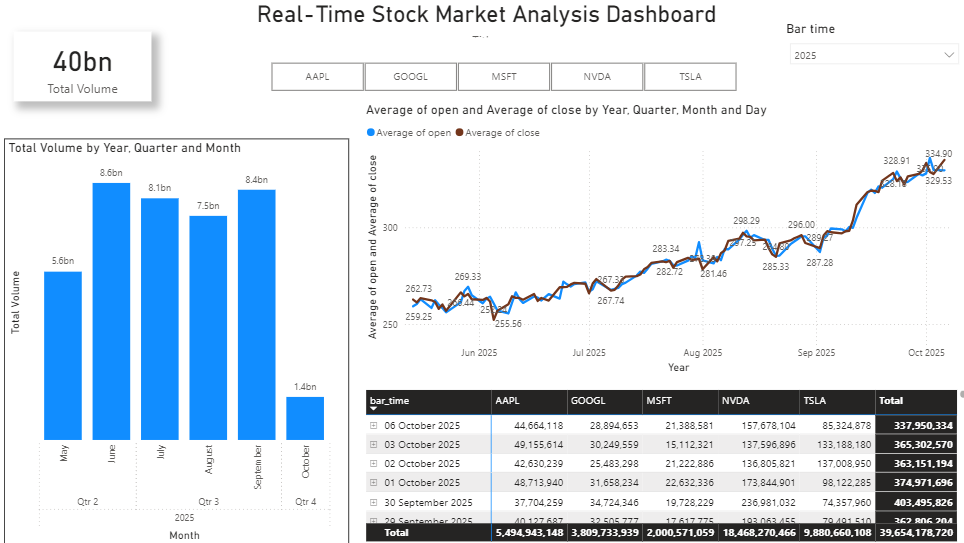 Real-Time Stock Market Analysis Dashboard
Bar time
2025
40bn
Total Volume
AAPL GOOGL MSFT NVDA TSLA
Average of open and Average of close by Year, Quarter, Month and Day
Average of open Average of close
Total Volume by Year, Quarter and Month
Total Volume
5.6bn
8.6bn
8.1bn
7.5bn
8.4bn
1.4bn
May
June
July
August
September
October
Qtr 2 Qtr 3 Qtr 4
2025
Month
Average of open and Average of close
300
250
262.73
259.25
269.33
255.56
267.74
283.34
282.72
281.46
298.29
285.33
296.00
287.28
328.91
334.90
329.53
Jun 2025 Jul 2025 Aug 2025 Sep 2025 Oct 2025
Year
bar_time AAPL GOOGL MSFT NVDA TSLA Total
06 October 2025 44,664,118 28,894,653 21,388,581 157,678,104 85,324,878 337,950,334
03 October 2025 49,155,614 30,249,559 15,112,321 137,596,896 133,188,180 365,302,570
02 October 2025 42,630,239 25,483,298 21,222,886 136,805,821 137,008,950 363,151,194
01 October 2025 48,713,940 31,658,234 22,632,336 173,844,901 98,122,285 374,971,696
30 September 2025 37,704,259 34,724,346 19,728,229 236,981,032 74,357,960 403,495,826
29 September 2025 40,127,687 32,505,777 17,617,775 193,063,455 79,491,510 362,806,204
Total 5,494,943,148 3,809,733,939 2,000,571,059 18,468,270,466 9,880,660,108 39,654,178,720